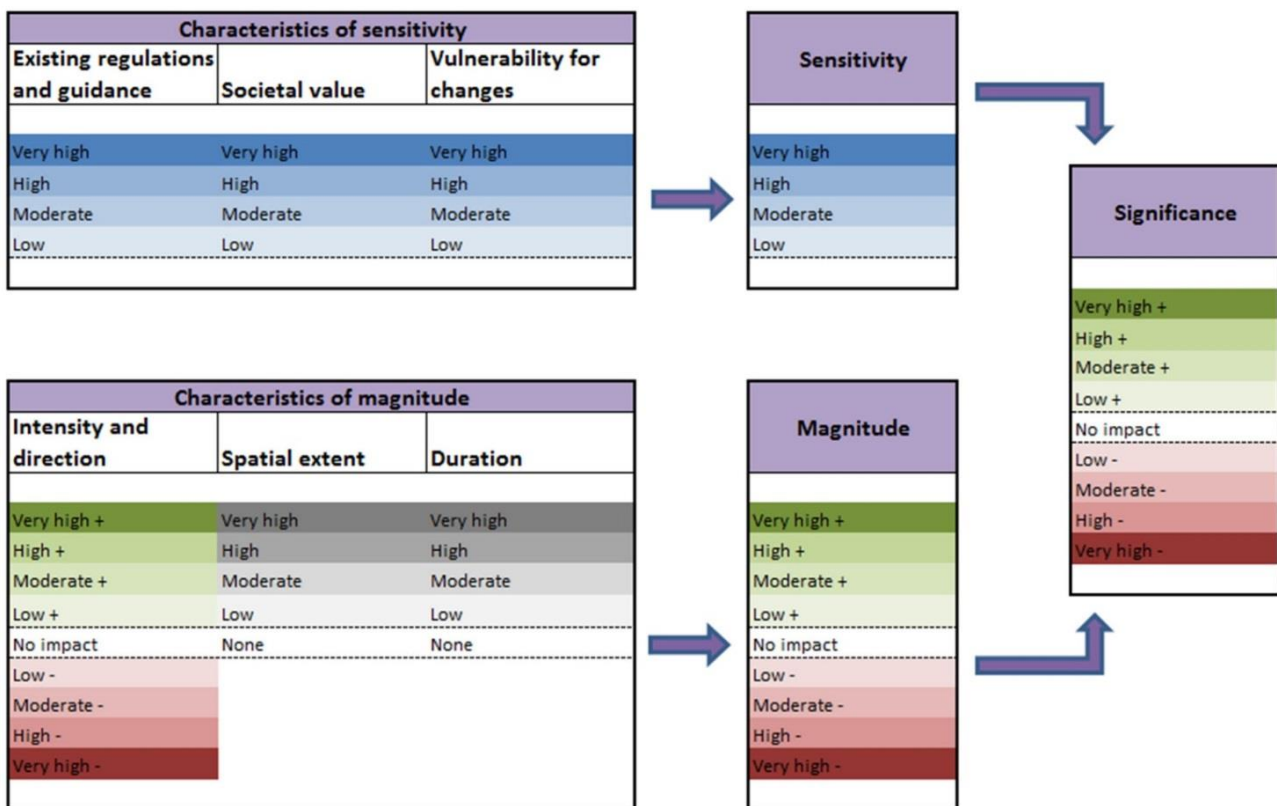 Characteristics of sensitivity
Existing regulations and guidance Societal value Vulnerability for changes
Very high Very high Very high
High High High
Moderate Moderate Moderate
Low Low Low
Sensitivity
Very high
High
Moderate
Low
Characteristics of magnitude
Intensity and direction Spatial extent Duration
Very high + Very high Very high
High + High High
Moderate + Moderate Moderate
Low + Low Low
No impact None None
Low -
Moderate -
High -
Very high -
Magnitude
Very high +
High +
Moderate +
Low +
No impact
Low -
Moderate -
High -
Very high -
Significance
Very high +
High +
Moderate +
Low +
No impact
Low -
Moderate -
High -
Very high -